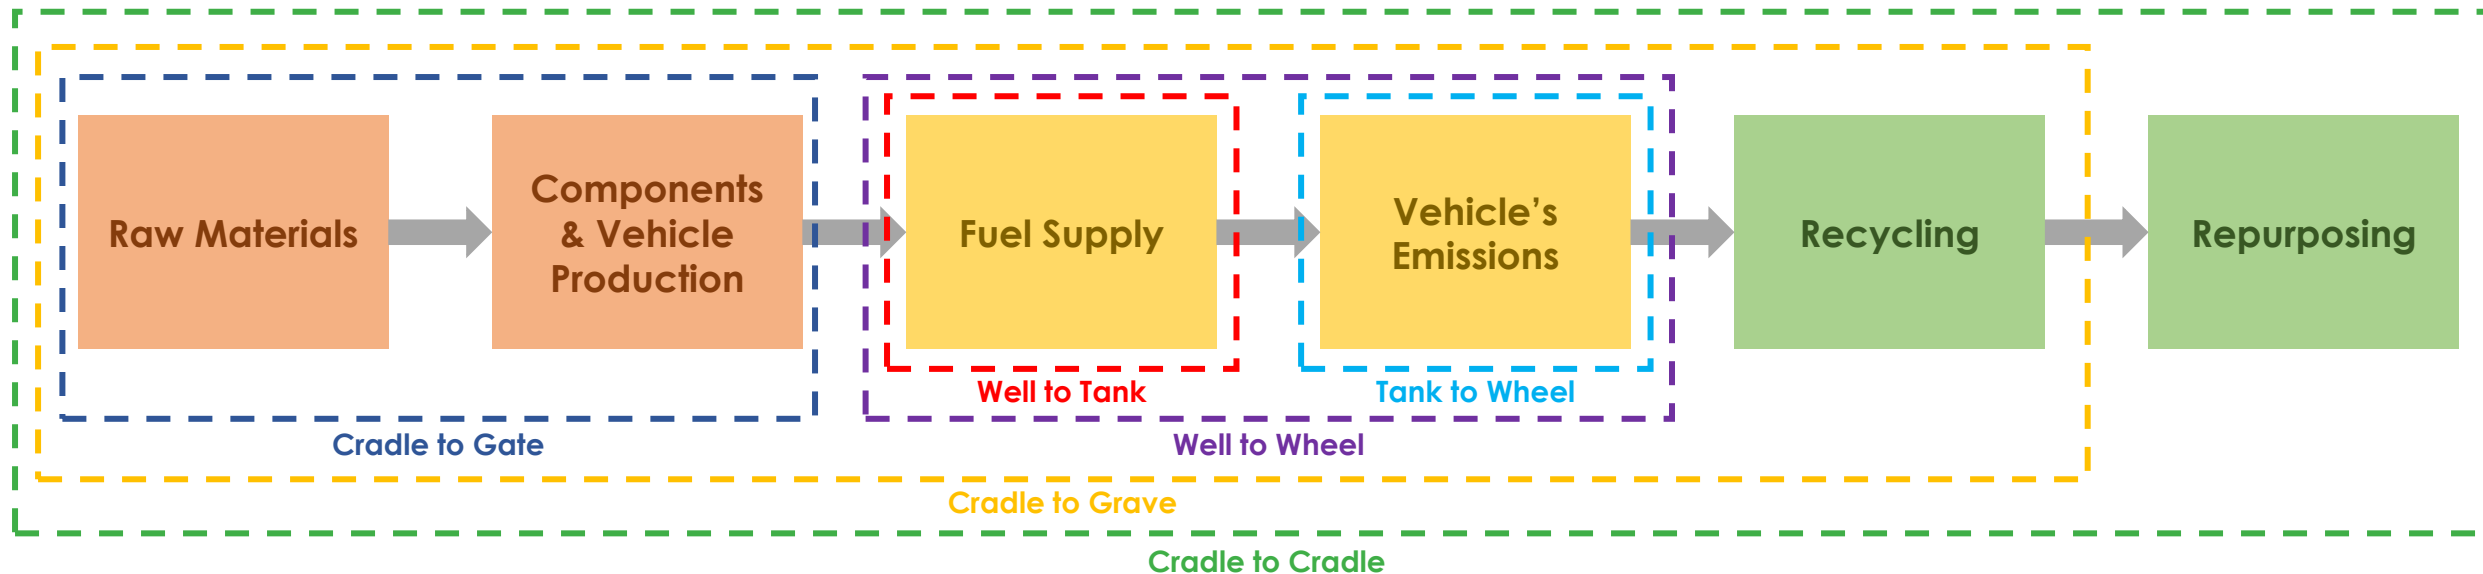 Raw Materials
Components
& Vehicle
Production
Fuel Supply
Vehicle’s
Emissions
Recycling
Repurposing
Well to Tank
Tank to Wheel
Cradle to Gate
Well to Wheel
Cradle to Grave
Cradle to Cradle